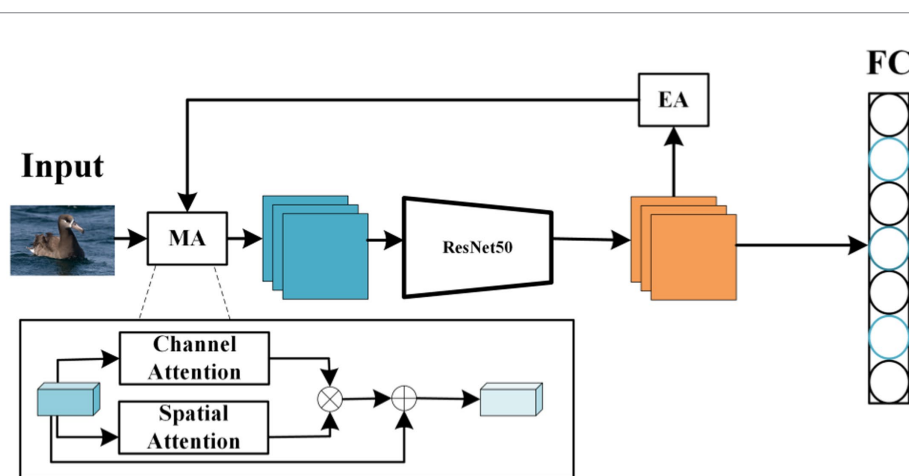 FC
EA
Input
MA
ResNet50
Channel
Attention
Spatial
Attention